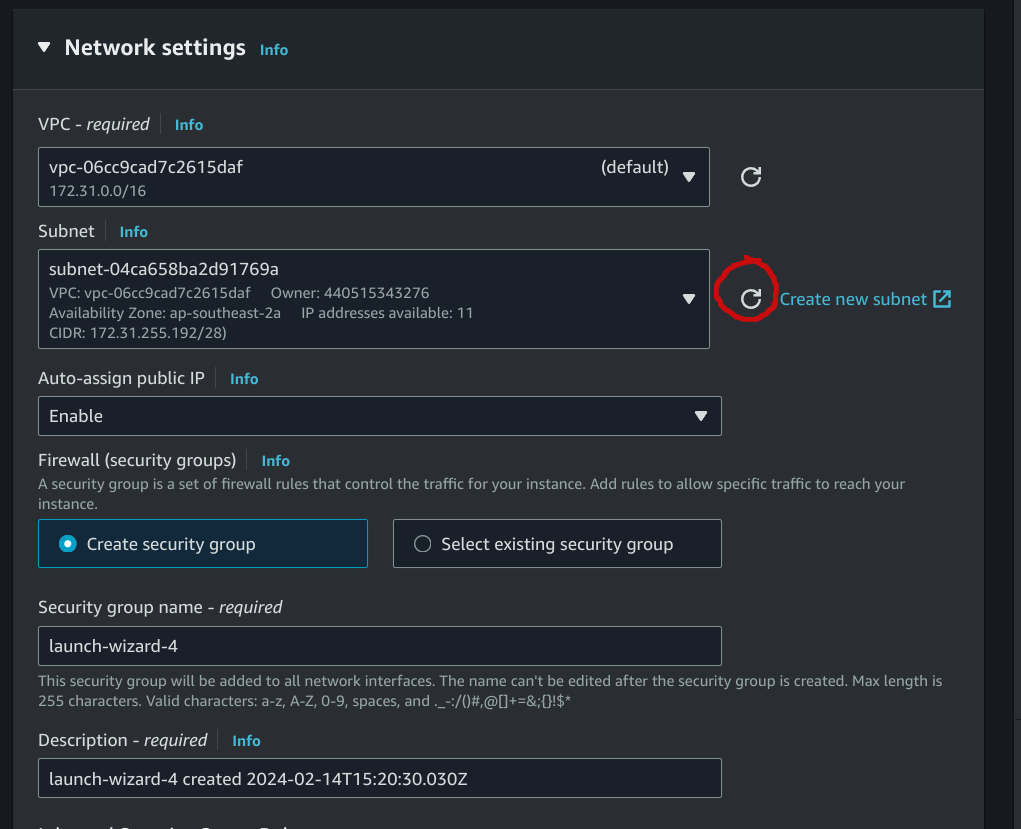 Network settings Info
VPC - required Info
vpc-06cc9cad7c2615daf (default)
172.31.0.0/16
Subnet Info
subnet-04ca658ba2d91769a
VPC: vpc-06cc9cad7c2615daf Owner: 440515343276
Availability Zone: ap-southeast-2a IP addresses available: 11
CIDR: 172.31.255.192/28)
Create new subnet
Auto-assign public IP Info
Enable
Firewall (security groups) Info
A security group is a set of firewall rules that control the traffic for your instance. Add rules to allow specific traffic to reach your
instance.
Create security group Select existing security group
Security group name - required
launch-wizard-4
This security group will be added to all network interfaces. The name can't be edited after the security group is created. Max length is
255 characters. Valid characters: a-z, A-Z, 0-9, spaces, and ._-:/()#,@[]+=&;{}!$*
Description - required Info
launch-wizard-4 created 2024-02-14T15:20:30.030Z